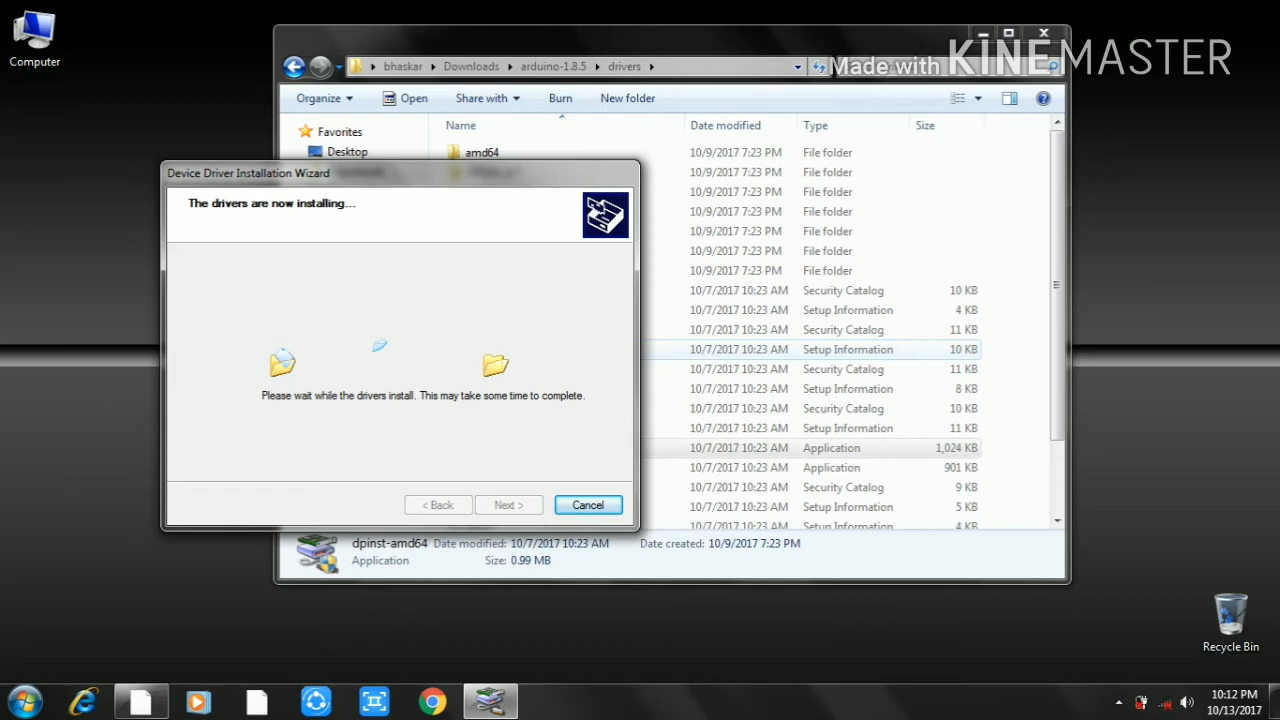 Computer
Made with KINEMASTER
bhaskar Downloads arduino-1.8.5 drivers
Organize Open Share with Burn New folder
Name Date modified Type Size
Favorites
Desktop
amd64 10/9/2017 7:23 PM File folder
10/9/2017 7:23 PM File folder
10/9/2017 7:23 PM File folder
10/9/2017 7:23 PM File folder
10/9/2017 7:23 PM File folder
10/9/2017 7:23 PM File folder
10/9/2017 7:23 PM File folder
10/7/2017 10:23 AM Security Catalog 10 KB
10/7/2017 10:23 AM Setup Information 4 KB
10/7/2017 10:23 AM Security Catalog 11 KB
10/7/2017 10:23 AM Setup Information 10 KB
10/7/2017 10:23 AM Security Catalog 11 KB
10/7/2017 10:23 AM Setup Information 8 KB
10/7/2017 10:23 AM Security Catalog 10 KB
10/7/2017 10:23 AM Setup Information 11 KB
10/7/2017 10:23 AM Application 1,024 KB
10/7/2017 10:23 AM Application 901 KB
10/7/2017 10:23 AM Security Catalog 9 KB
10/7/2017 10:23 AM Setup Information 5 KB
10/7/2017 10:23 AM Setup Information 4 KB
Device Driver Installation Wizard
The drivers are now installing...
Please wait while the drivers install. This may take some time to complete.
< Back Next > Cancel
dpinst-amd64 Date modified: 10/7/2017 10:23 AM Date created: 10/9/2017 7:23 PM
Application Size: 0.99 MB
Recycle Bin
10:12 PM
10/13/2017